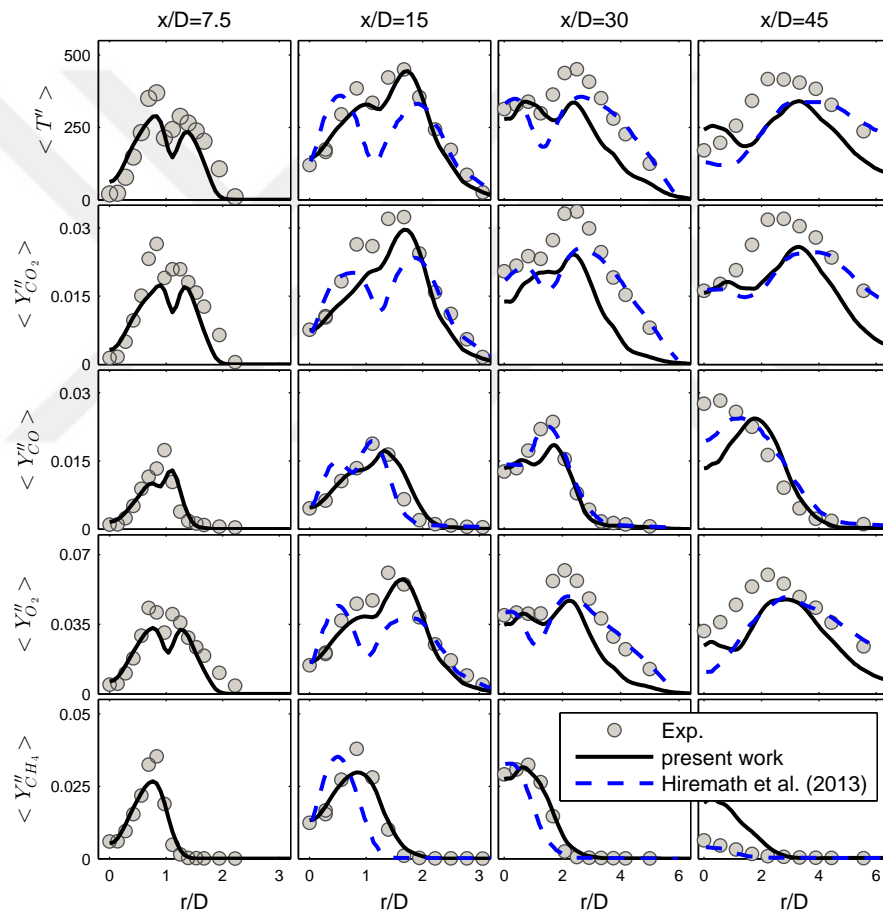 x/D=7.5 x/D=15 x/D=30 x/D=45
500
250
0
< T″ >
0.03
0.015
0
< Y″CO2 >
0.03
0.015
0
< Y″CO >
0.07
0.035
0
< Y″O2 >
0.05
0.025
0
< Y″CH4 >
Exp.
present work
Hiremath et al. (2013)
0 1 2 3 0 1 2 3 0 2 4 6 0 2 4 6
r/D r/D r/D r/D